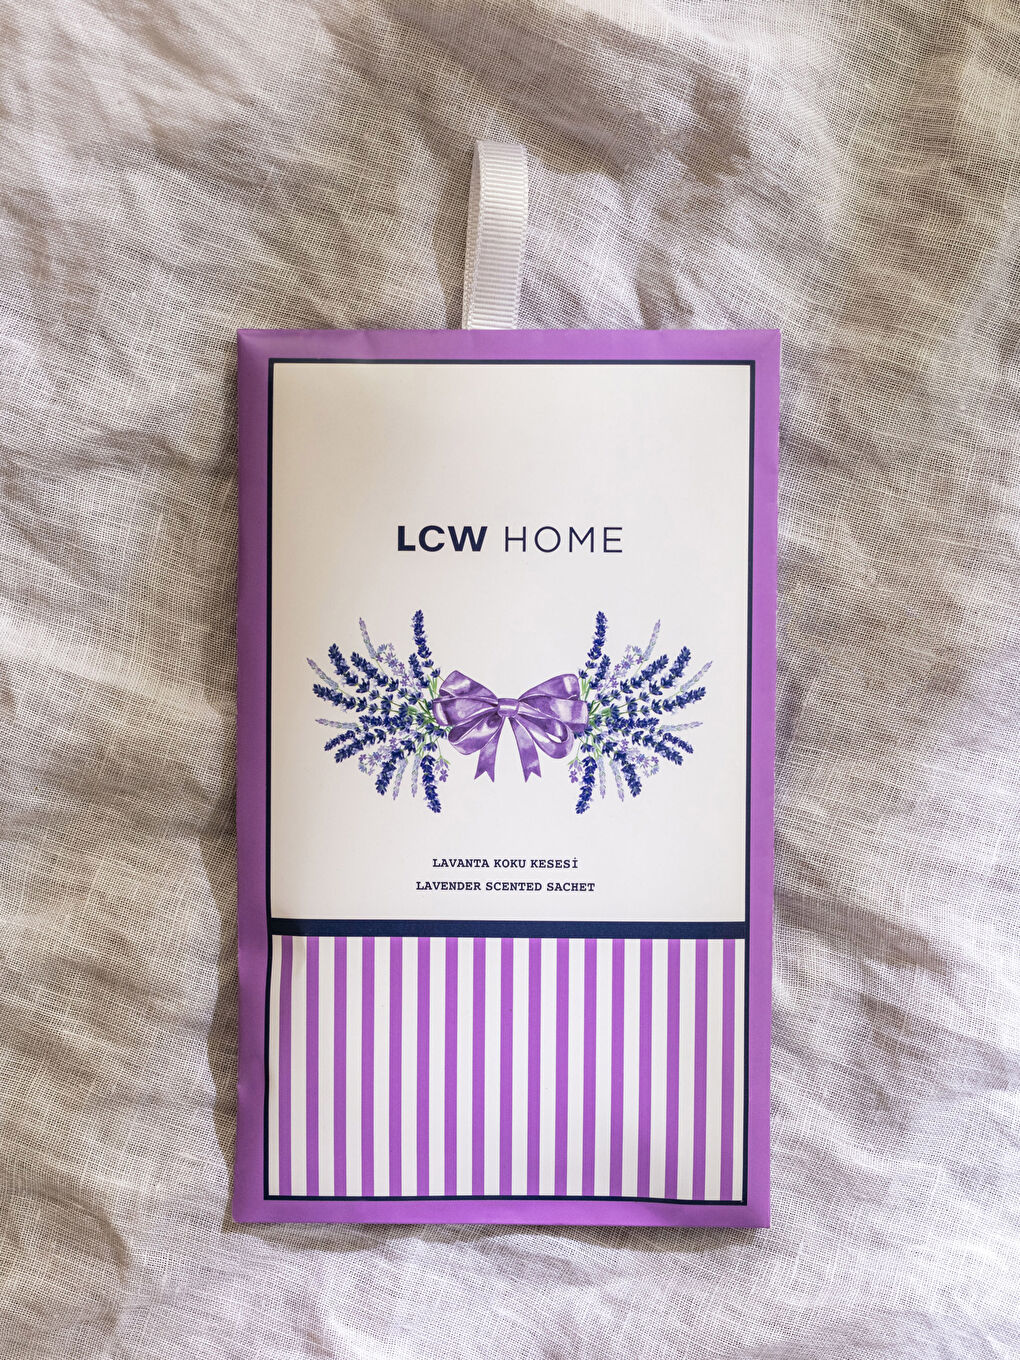 LCW HOME
LAVANTA KOKU KESESİ
LAVENDER SCENTED SACHET